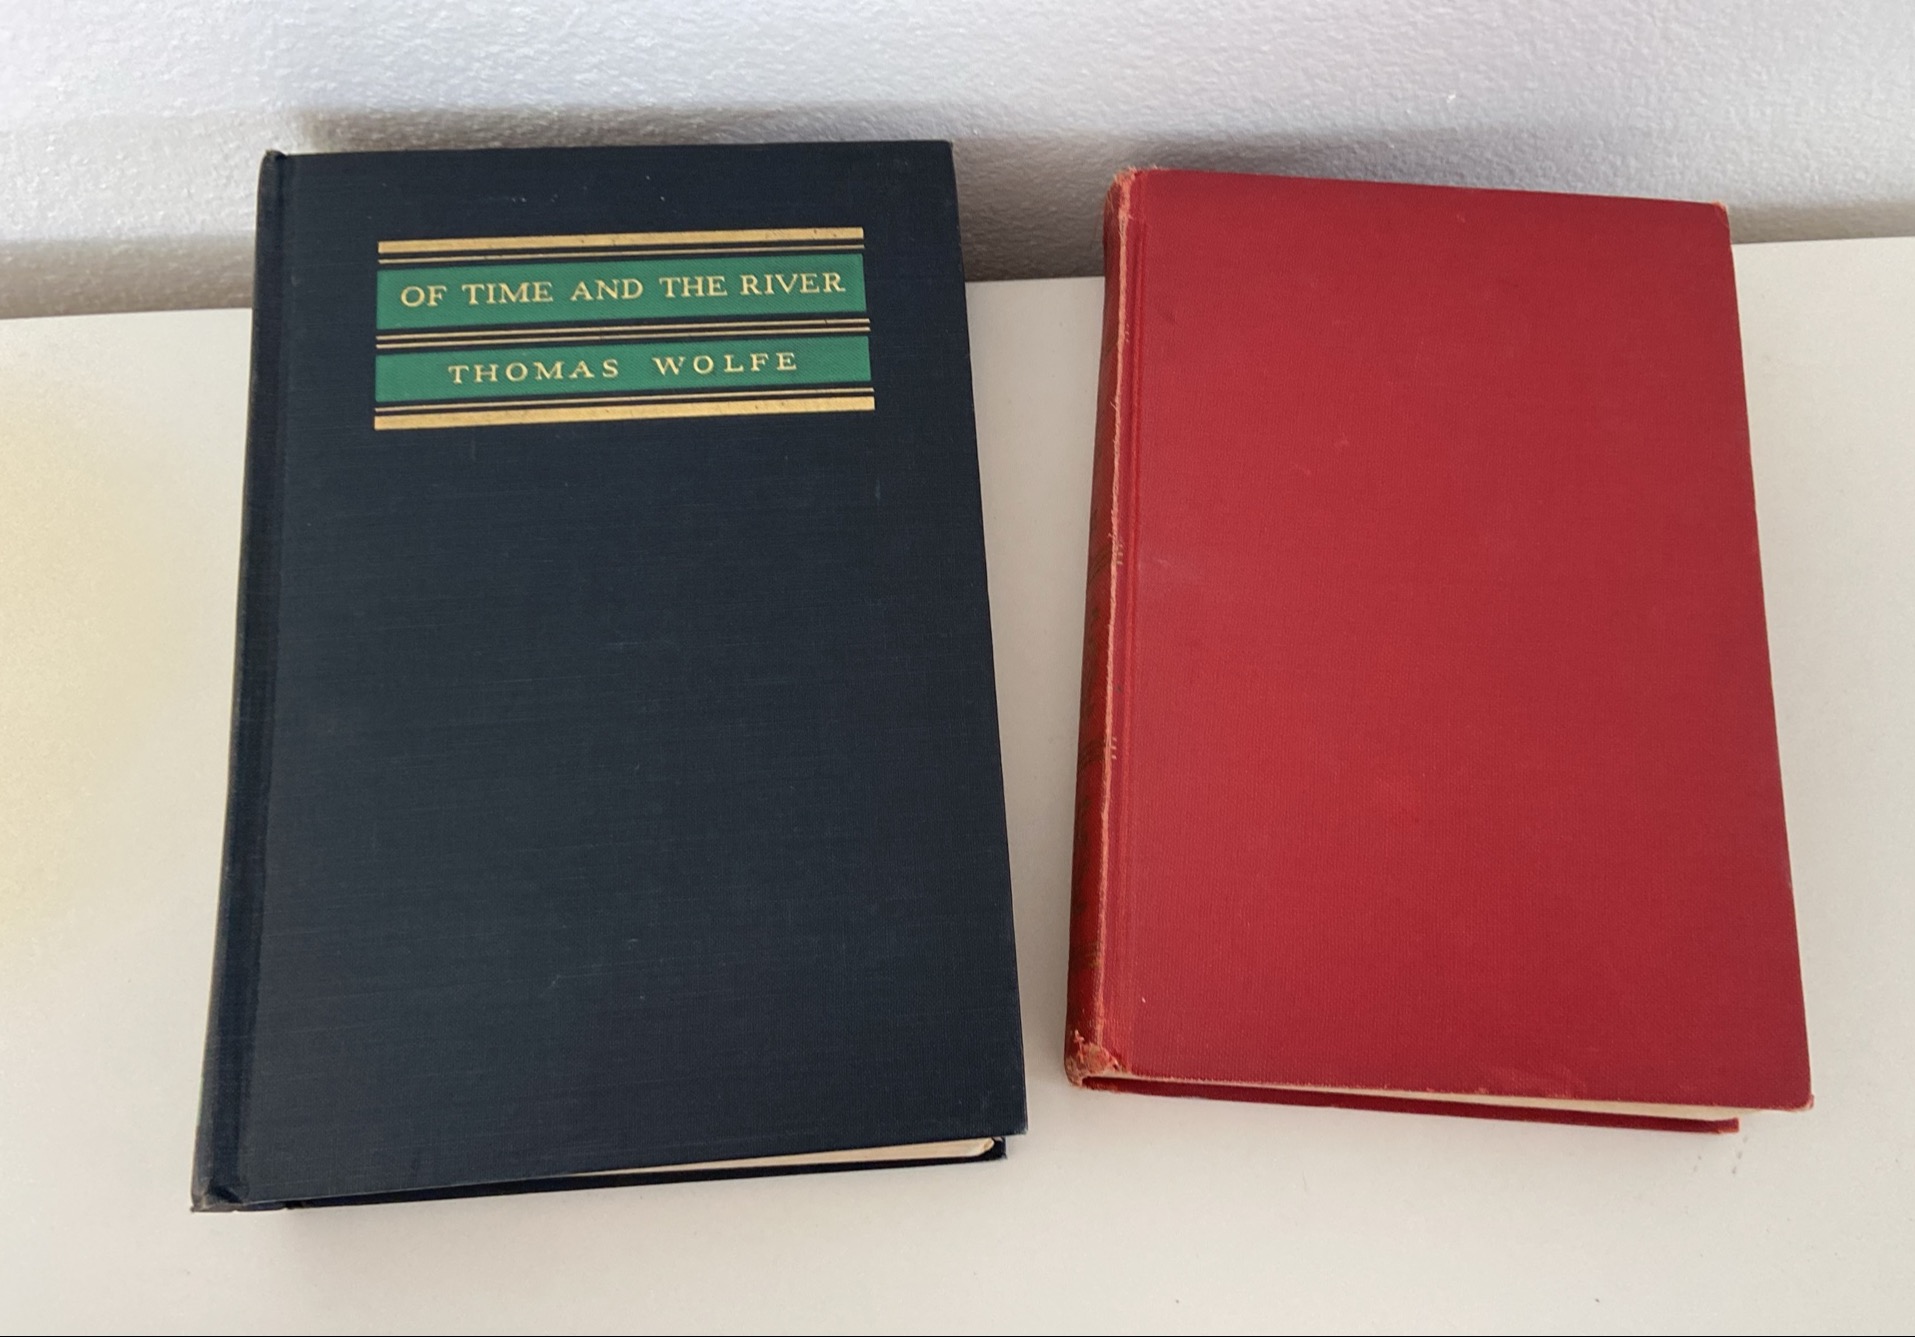 OF TIME AND THE RIVER
THOMAS WOLFE